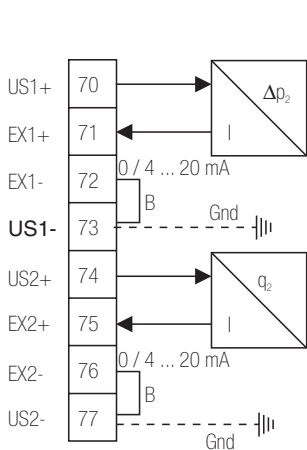 US1+ 70 Δp₂
EX1+ 71 I
0 / 4 ... 20 mA
EX1- 72 B
Gnd
US1- 73
US2+ 74 q₂
EX2+ 75 I
0 / 4 ... 20 mA
EX2- 76 B
US2- 77
Gnd